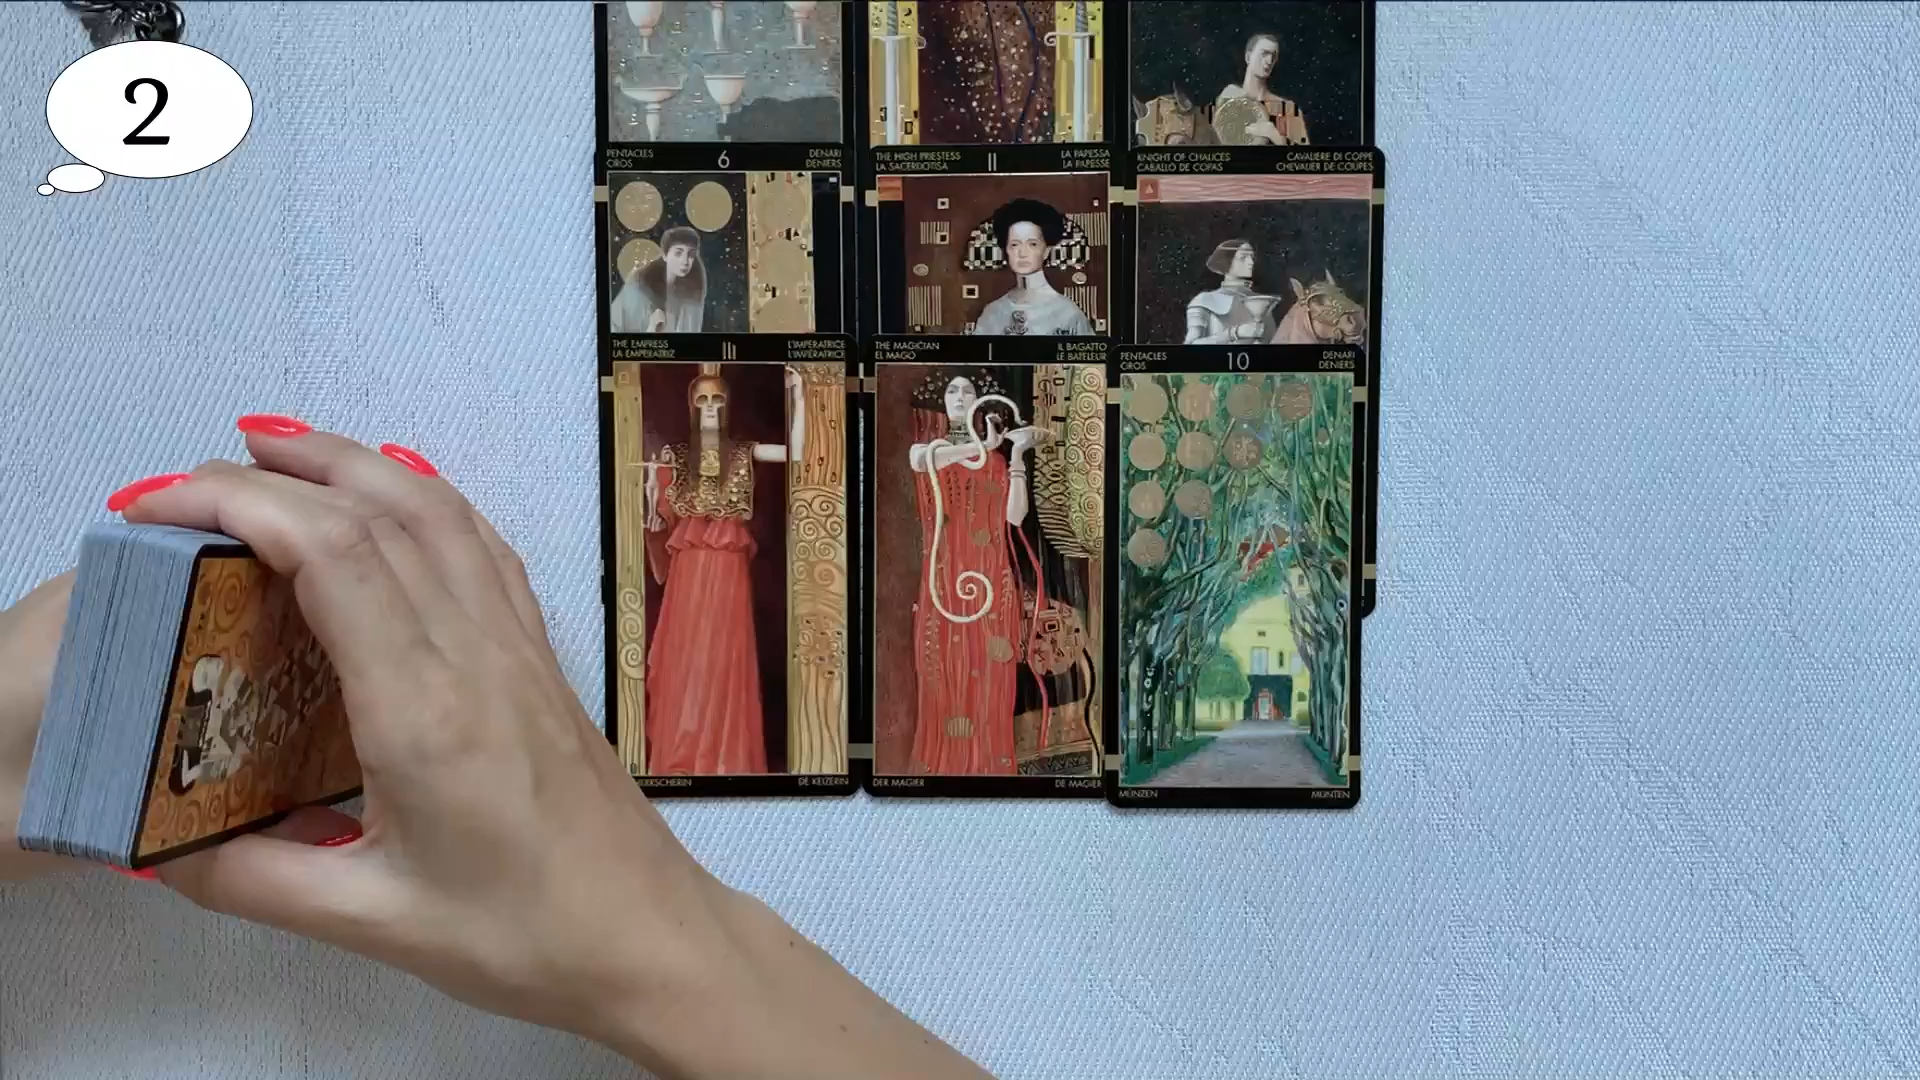 2
PENTACLES
OROS
6
DENARI
DENIERS
THE HIGH PRIESTESS
LA SACERDOTISA
II
LA PAPESSA
LA PAPESSE
KNIGHT OF CHALICES
CABALLO DE COPAS
CAVALIERE DI COPPE
CHEVALIER DE COUPES
THE EMPRESS
LA EMPERATRIZ
III
L'IMPERATRICE
L'IMPÉRATRICE
THE MAGICIAN
EL MAGO
I
IL BAGATTO
LE BATELEUR
PENTACLES
OROS
10
DENARI
DENIERS
DE KEIZERIN
DER MAGIER
DE MAGIER
MÜNZEN
MUNTEN